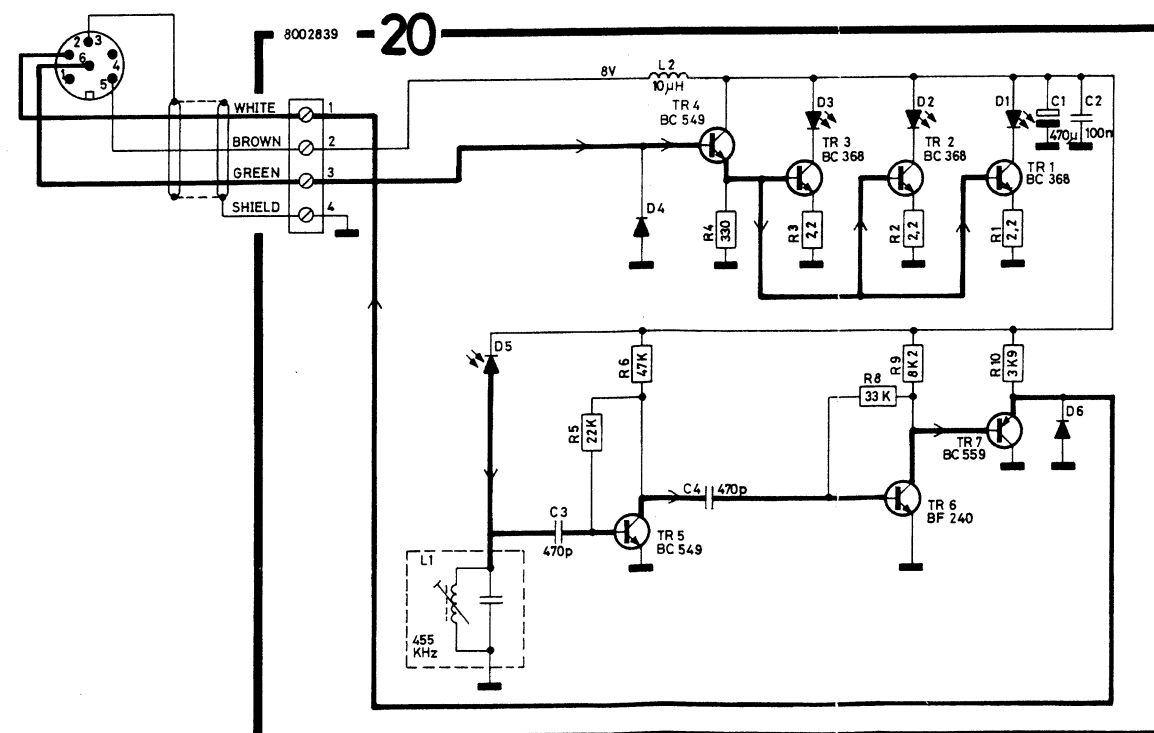 8002839
20
2
3
6
4
1
5
8V
L2
10µH
WHITE
1
BROWN
2
GREEN
3
SHIELD
4
TR 4
BC 549
D3
TR 3
BC 368
D2
TR 2
BC 368
D1
TR 1
BC 368
C1
470µ
C2
100n
D4
R4
330
R3
2,2
R2
2,2
R1
2,2
D5
R6
47K
R5
22K
R8
33K
R9
8K2
R10
3K9
D6
TR 7
BC 559
C3
470p
C4
470p
TR 5
BC 549
TR 6
BF 240
L1
455
KHz